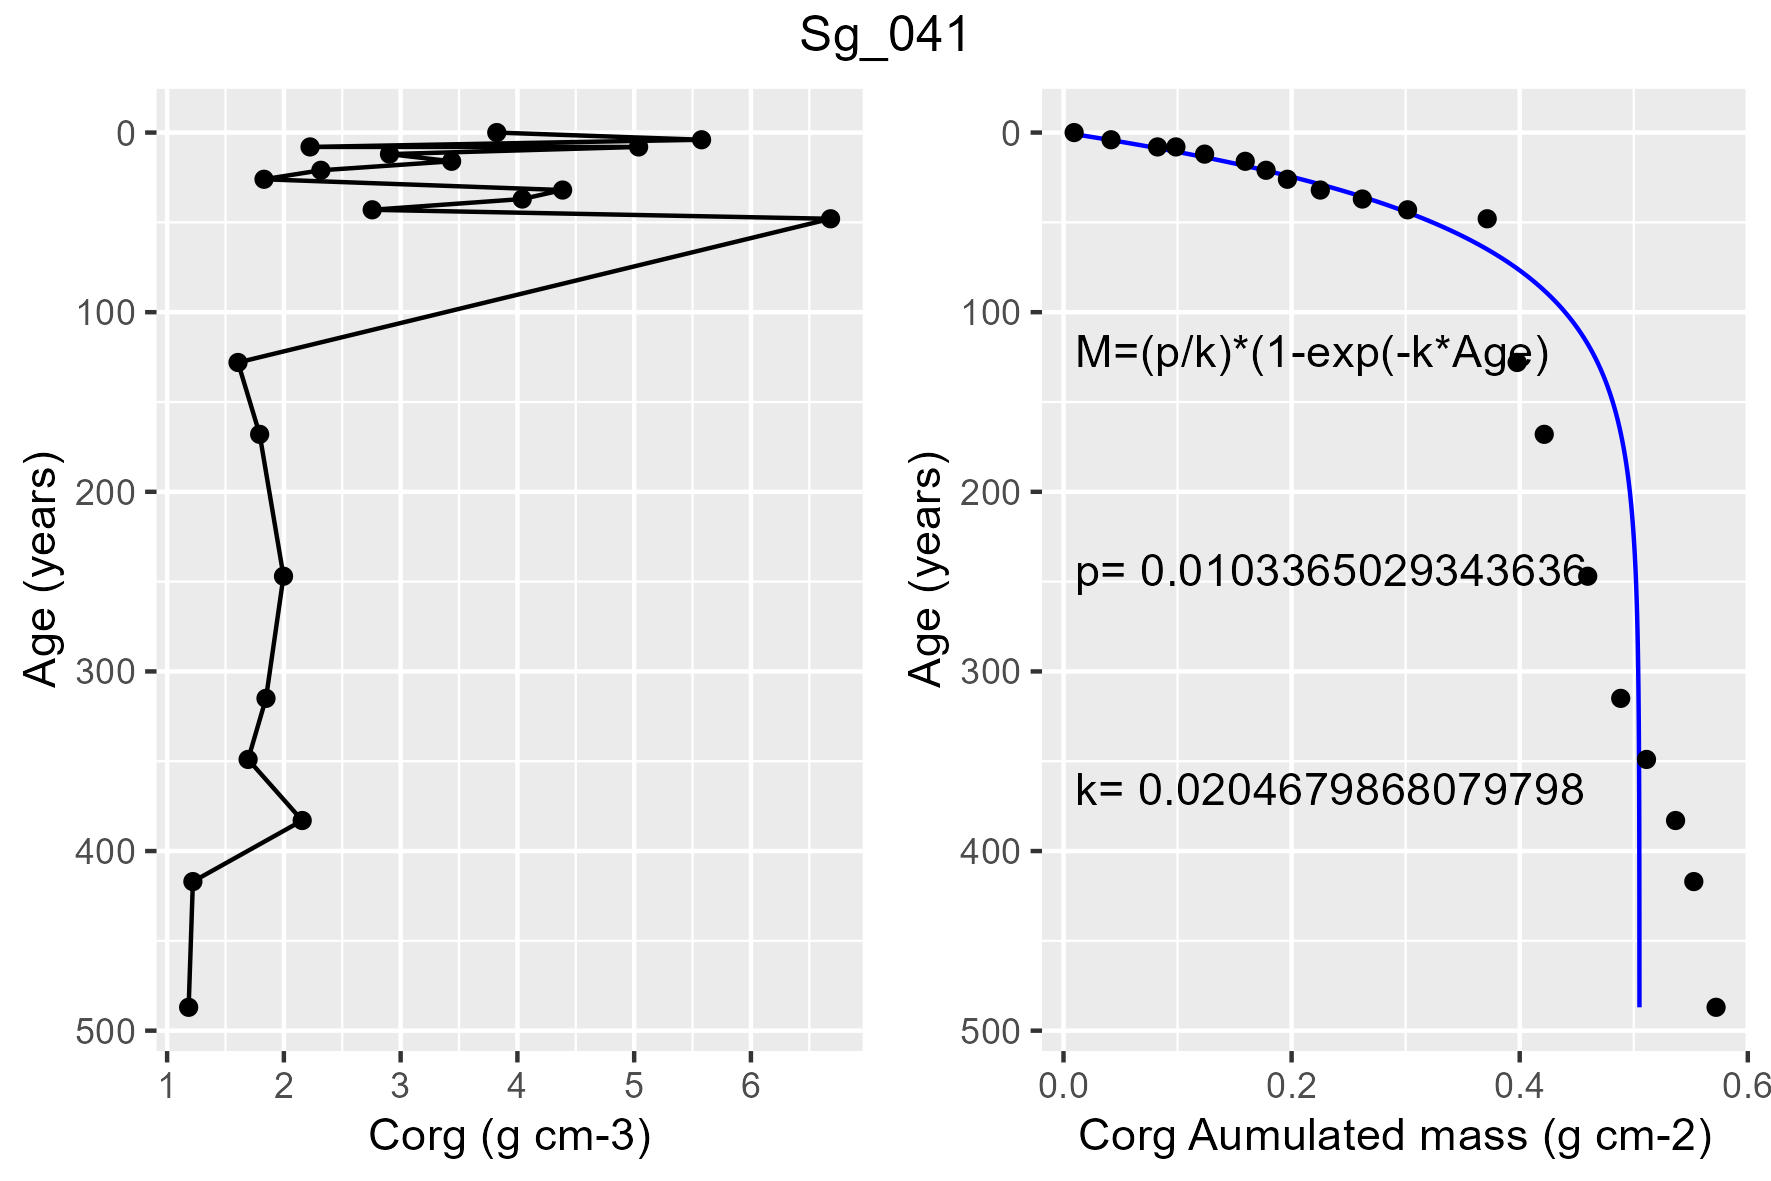 Sg_041
0
100
200
300
400
500
Age (years)
1 2 3 4 5 6
Corg (g cm-3)
0
100
200
300
400
500
Age (years)
M=(p/k)*(1-exp(-k*Age)
p= 0.0103365029343636
k= 0.0204679868079798
0.0 0.2 0.4 0.6
Corg Aumulated mass (g cm-2)